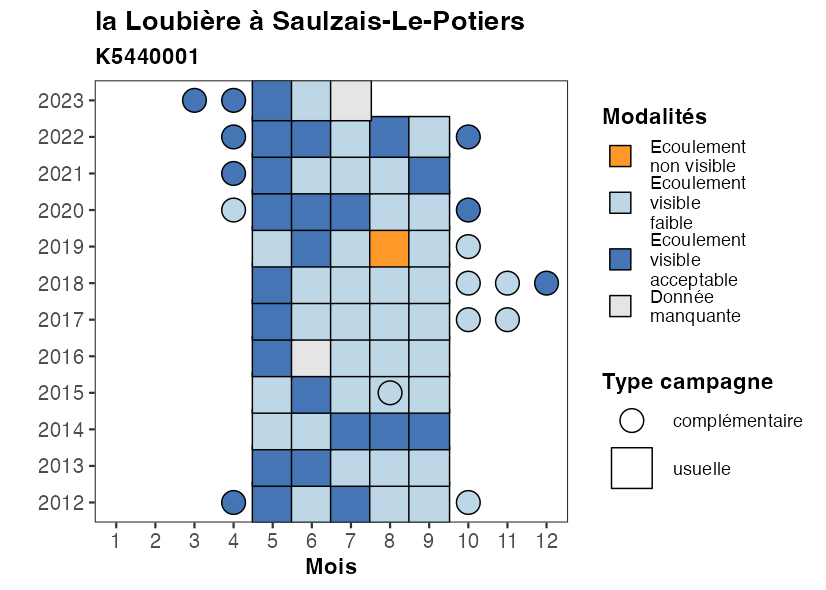 la Loubière à Saulzais-Le-Potiers
K5440001
2023
2022
2021
2020
2019
2018
2017
2016
2015
2014
2013
2012
1 2 3 4 5 6 7 8 9 10 11 12
Mois
Modalités
Ecoulement
non visible
Ecoulement
visible
faible
Ecoulement
visible
acceptable
Donnée
manquante
Type campagne
complémentaire
usuelle